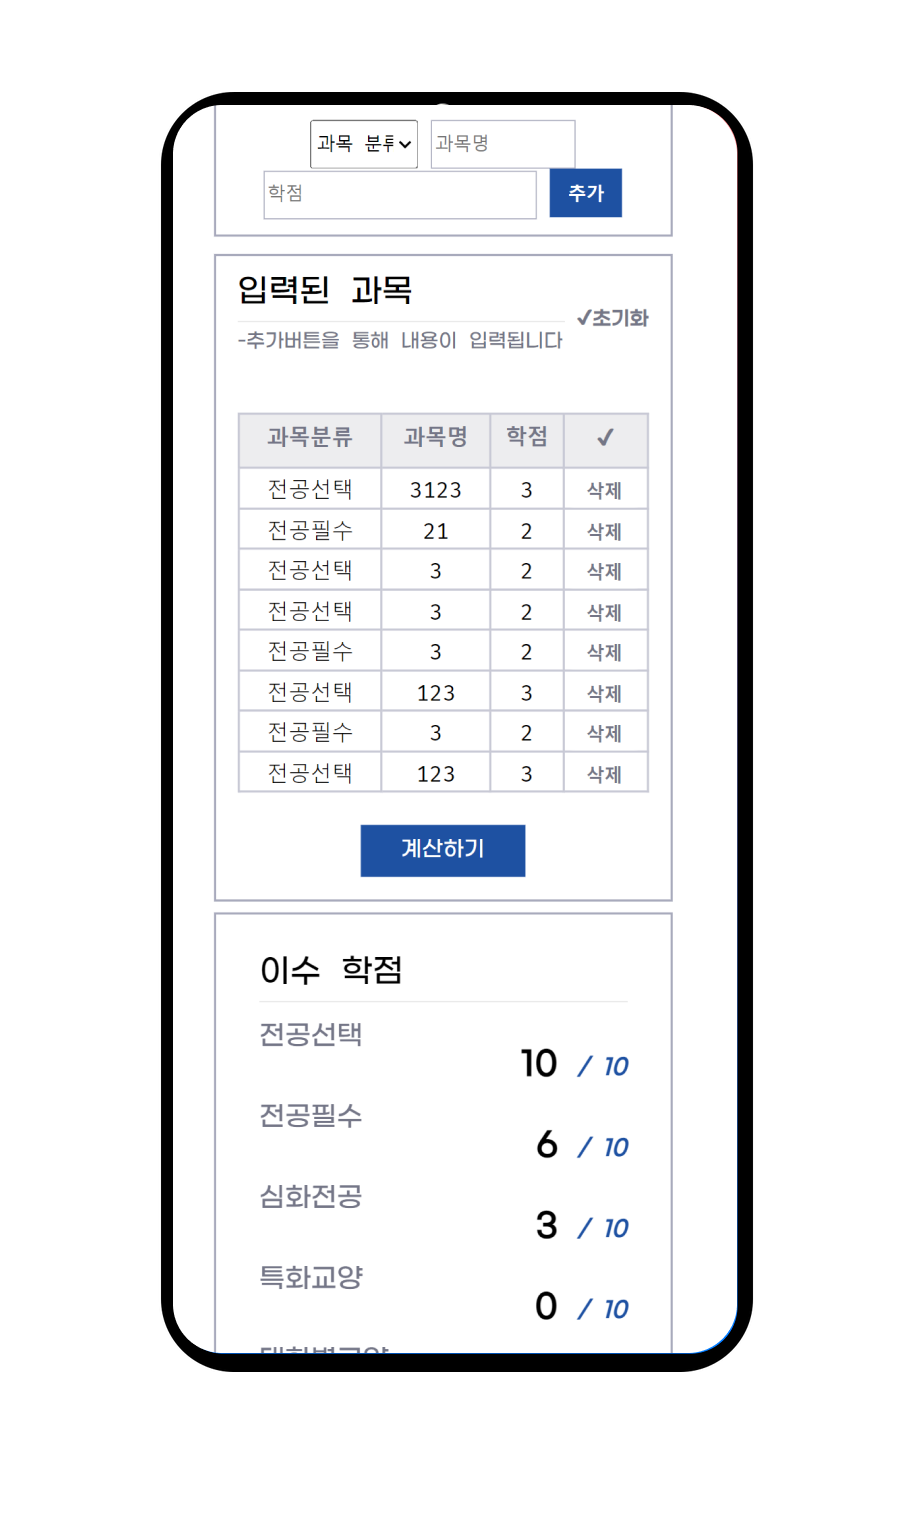 과목 분류 과목명
학점 추가
입력된 과목
✓초기화
-추가버튼을 통해 내용이 입력됩니다
과목분류 과목명 학점 ✓
전공선택 3123 3 삭제
전공필수 21 2 삭제
전공선택 3 2 삭제
전공선택 3 2 삭제
전공필수 3 2 삭제
전공선택 123 3 삭제
전공필수 3 2 삭제
전공선택 123 3 삭제
계산하기
이수 학점
전공선택
10 / 10
전공필수
6 / 10
심화전공
3 / 10
특화교양
0 / 10